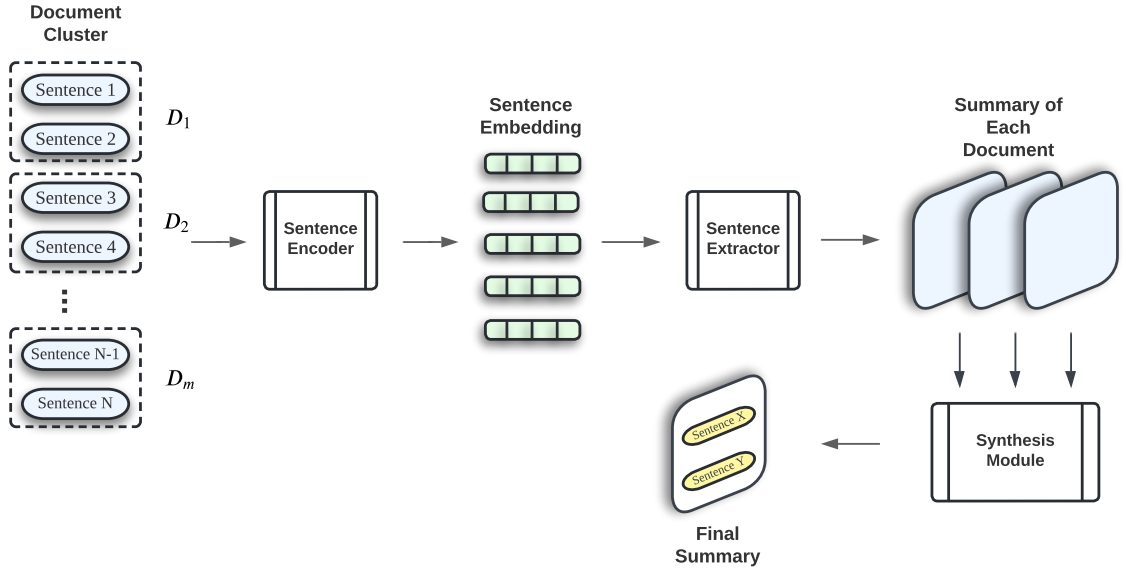 Document
Cluster
Sentence 1
Sentence 2
D1
Sentence 3
Sentence 4
D2
Sentence N-1
Sentence N
Dm
Sentence
Encoder
Sentence
Embedding
Sentence
Extractor
Summary of
Each
Document
Synthesis
Module
Sentence X
Sentence Y
Final
Summary